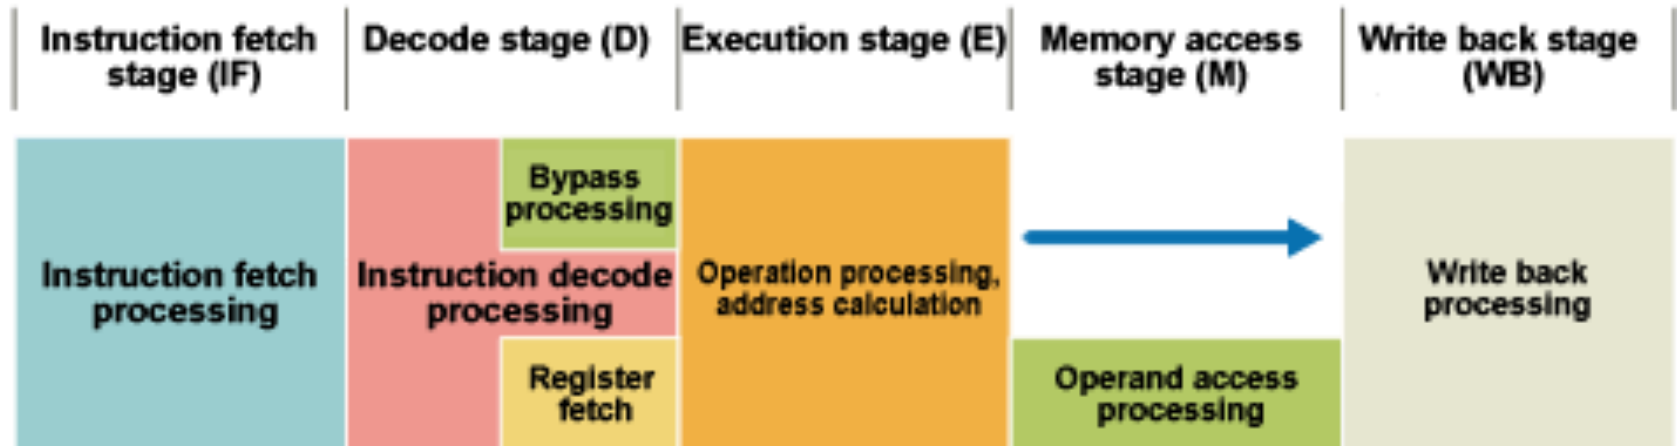 Instruction fetch
stage (IF)
Decode stage (D)
Execution stage (E)
Memory access
stage (M)
Write back stage
(WB)
Instruction fetch
processing
Bypass
processing
Instruction decode
processing
Register
fetch
Operation processing,
address calculation
Operand access
processing
Write back
processing